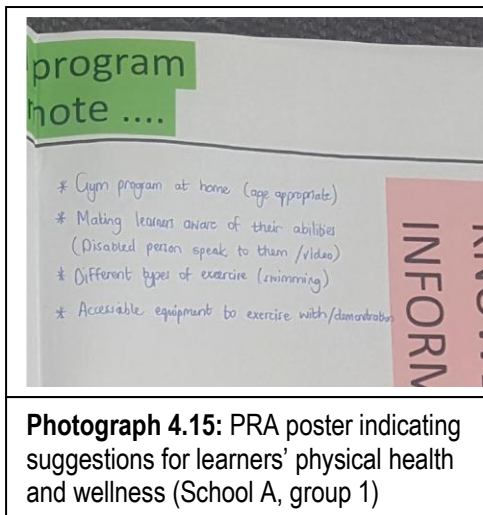 program
note ....
* Gym program at home (age appropriate)
* Making learners aware of their abilities
(Disabled person speak to them /video)
* Different types of exercise (swimming)
* Accessible equipment to exercise with/demonstration
INFORM
Photograph 4.15: PRA poster indicating
suggestions for learners' physical health
and wellness (School A, group 1)